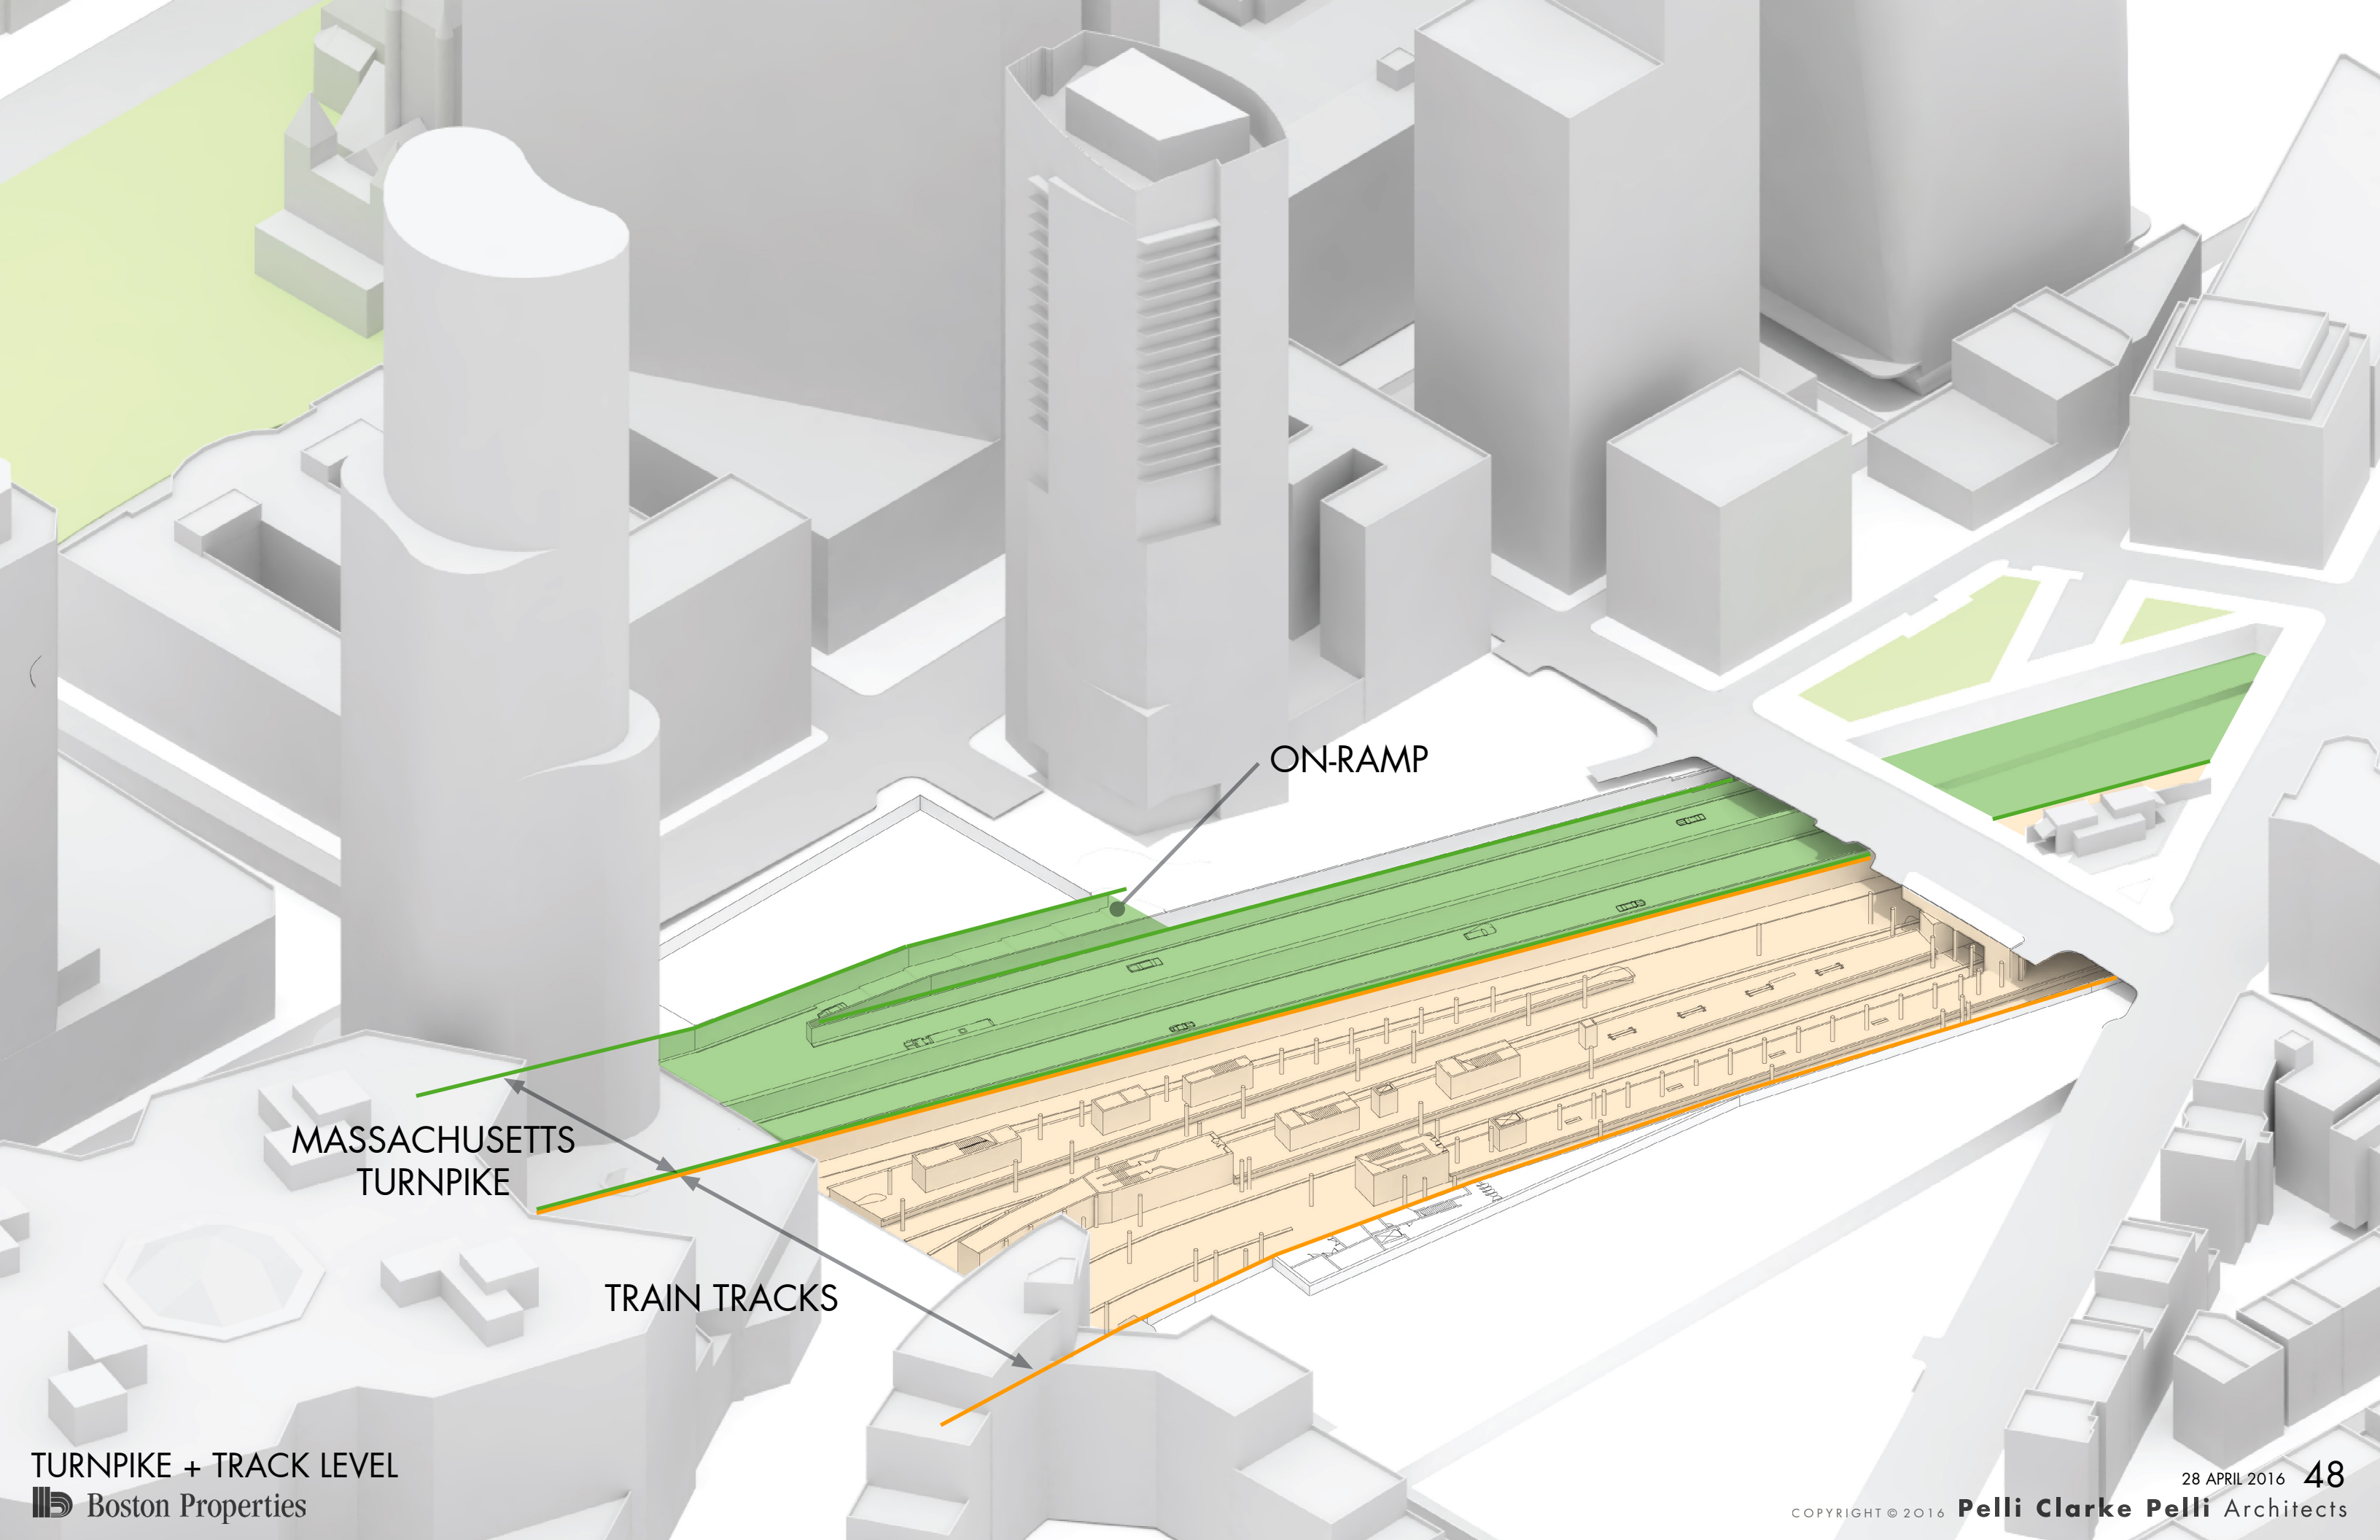 ON-RAMP
MASSACHUSETTS
TURNPIKE
TRAIN TRACKS
TURNPIKE + TRACK LEVEL
Boston Properties
28 APRIL 2016 48
COPYRIGHT © 2016 Pelli Clarke Pelli Architects